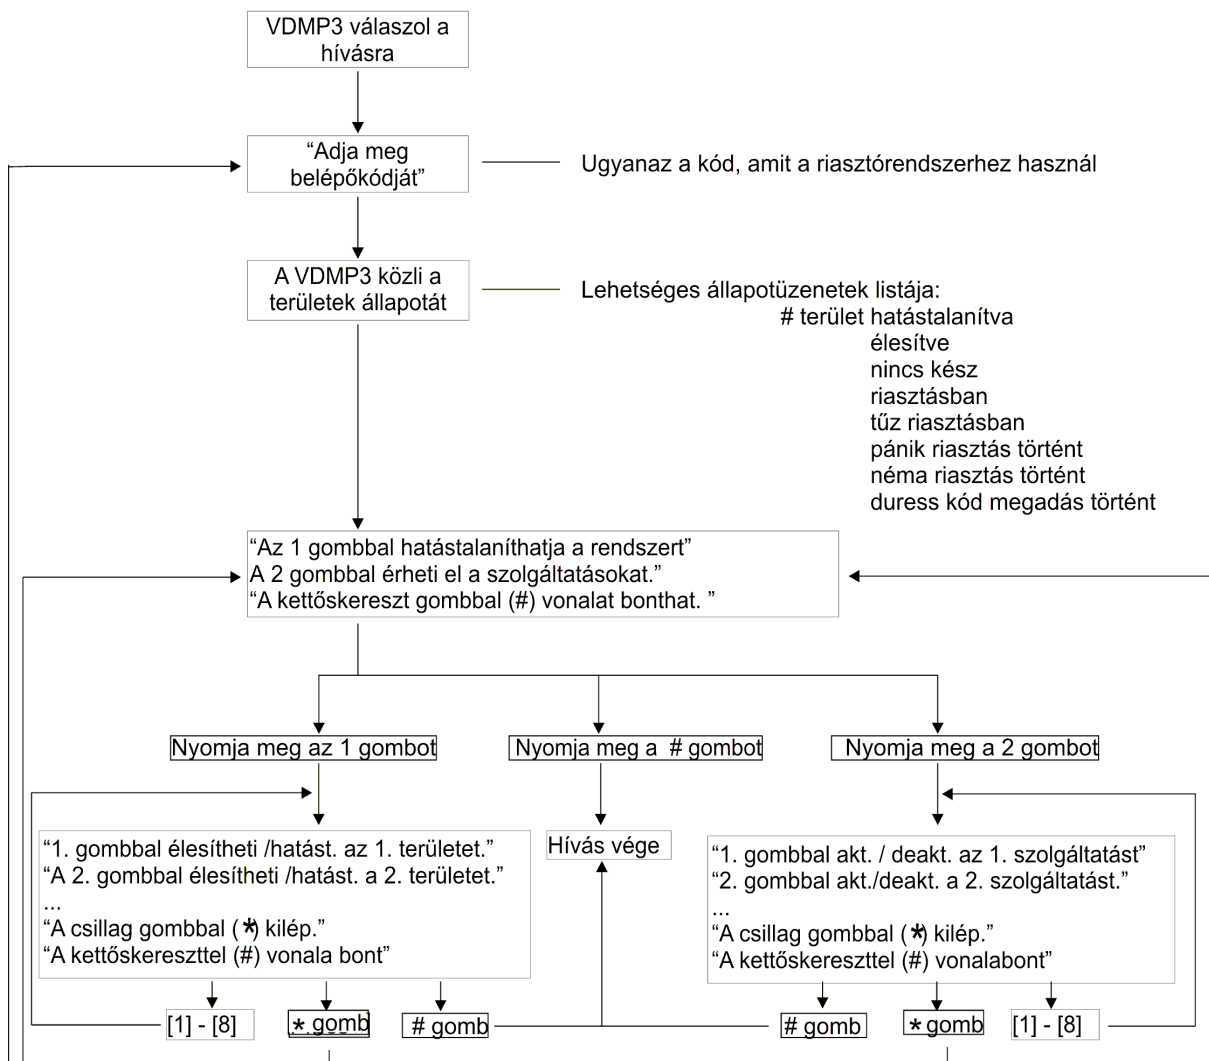 VDMP3 válaszol a
hívásra
“Adja meg
belépőkódját”
Ugyanaz a kód, amit a riasztórendszerhez használ
A VDMP3 közli a
területek állapotát
Lehetséges állapotüzenetek listája:
# terület hatástalanítva
élesítve
nincs kész
riasztásban
tűz riasztásban
pánik riasztás történt
néma riasztás történt
duress kód megadás történt
“Az 1 gombbal hatástalaníthatja a rendszert”
A 2 gombbal érheti el a szolgáltatásokat.”
“A kettőskereszt gombbal (#) vonalat bonthat. ”
Nyomja meg az 1 gombot
Nyomja meg a # gombot
Nyomja meg a 2 gombot
“1. gombbal élesítheti /hatást. az 1. területet.”
“A 2. gombbal élesítheti /hatást. a 2. területet.”
...
“A csillag gombbal (*) kilép.”
“A kettőskereszttel (#) vonala bont”
Hívás vége
“1. gombbal akt. / deakt. az 1. szolgáltatást”
“2. gombbal akt./deakt. a 2. szolgáltatást.”
...
“A csillag gombbal (*) kilép.”
“A kettőskereszttel (#) vonalabont”
[1] - [8]
* gomb
# gomb
# gomb
* gomb
[1] - [8]